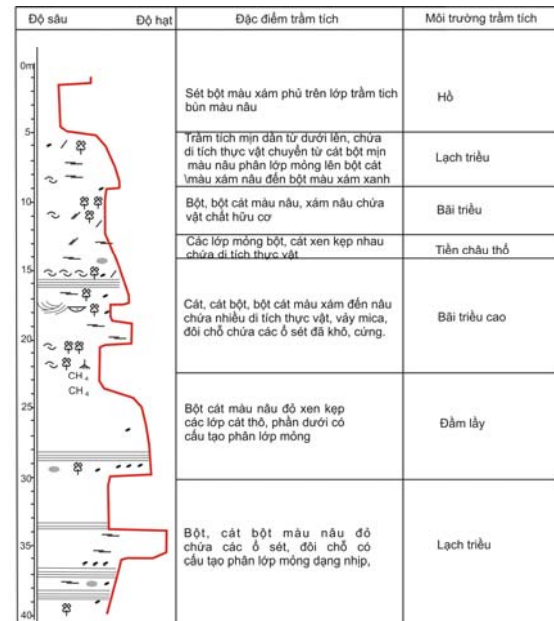 Độ sâu Độ hạt Đặc điểm trầm tích Môi trường trầm tích
0m
Sét bột màu xám phủ trên lớp trầm tich
bùn màu nâu
Hồ
5
Trầm tích mịn dần từ dưới lên, chứa
di tích thực vật chuyển từ cát bột mịn
màu nâu phân lớp mỏng lên bột cát
\màu xám nâu đến bột màu xám xanh
Lạch triều
10
Bột, bột cát màu nâu, xám nâu chứa
vật chất hữu cơ
Bãi triều
Các lớp mỏng bột, cát xen kẹp nhau
chứa di tích thực vật
Tiền châu thổ
15
Cát, cát bột, bột cát màu xám đến nâu
chứa nhiều di tích thực vật, vảy mica,
đôi chỗ chứa các ổ sét đã khô, cứng.
Bãi triều cao
20
CH4
CH4
25
Bột cát màu nâu đỏ xen kẹp
các lớp cát thô, phần dưới có
cấu tạo phân lớp mỏng
Đầm lầy
30
35
Bột, cát bột màu nâu đỏ
chứa các ổ sét, đôi chỗ có
cấu tạo phân lớp mỏng dạng nhịp,
Lạch triều
40